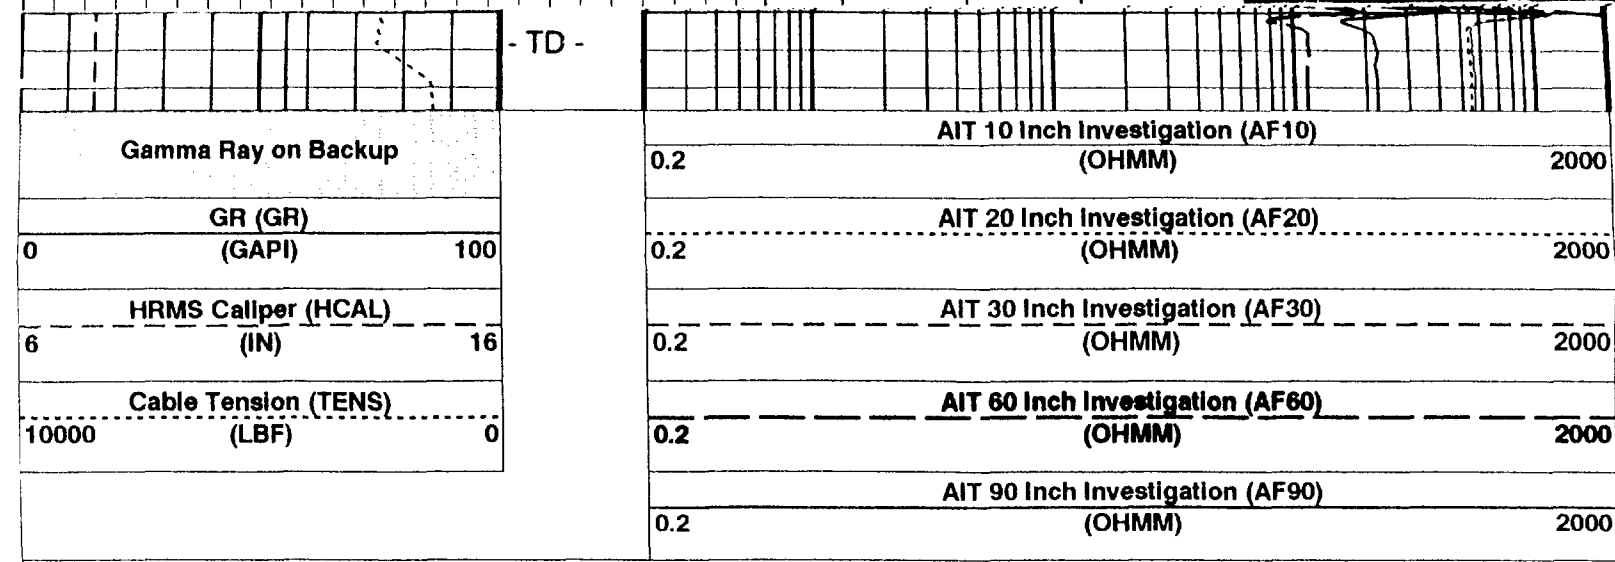 - TD -
Gamma Ray on Backup
GR (GR)
0 (GAPI) 100
HRMS Caliper (HCAL)
6 (IN) 16
Cable Tension (TENS)
10000 (LBF) 0
AIT 10 Inch Investigation (AF10)
0.2 (OHMM) 2000
AIT 20 Inch Investigation (AF20)
0.2 (OHMM) 2000
AIT 30 Inch Investigation (AF30)
0.2 (OHMM) 2000
AIT 60 Inch Investigation (AF60)
0.2 (OHMM) 2000
AIT 90 Inch Investigation (AF90)
0.2 (OHMM) 2000